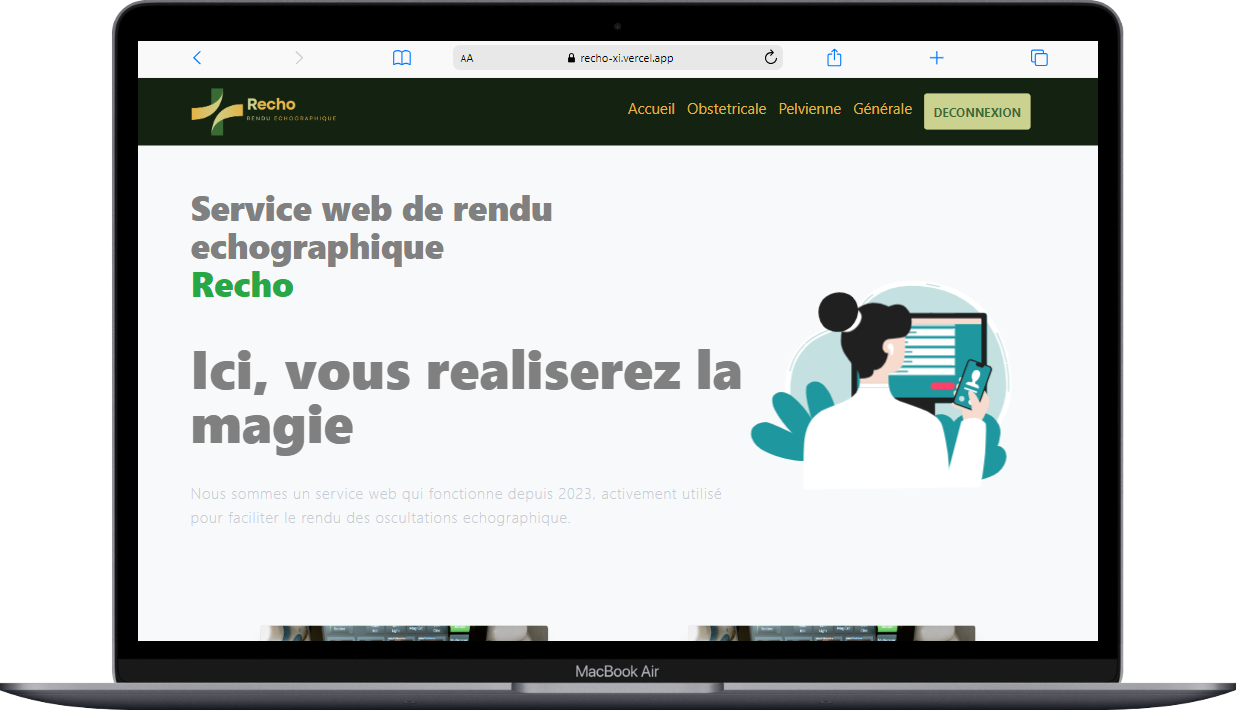 AA recho-xi.vercel.app
Recho
RENDU ECHOGRAPHIQUE
Accueil Obstetricale Pelvienne Générale DECONNEXION
Service web de rendu
echographique
Recho
Ici, vous realiserez la
magie
Nous sommes un service web qui fonctionne depuis 2023, activement utilisé
pour faciliter le rendu des oscultations echographique.
MacBook Air